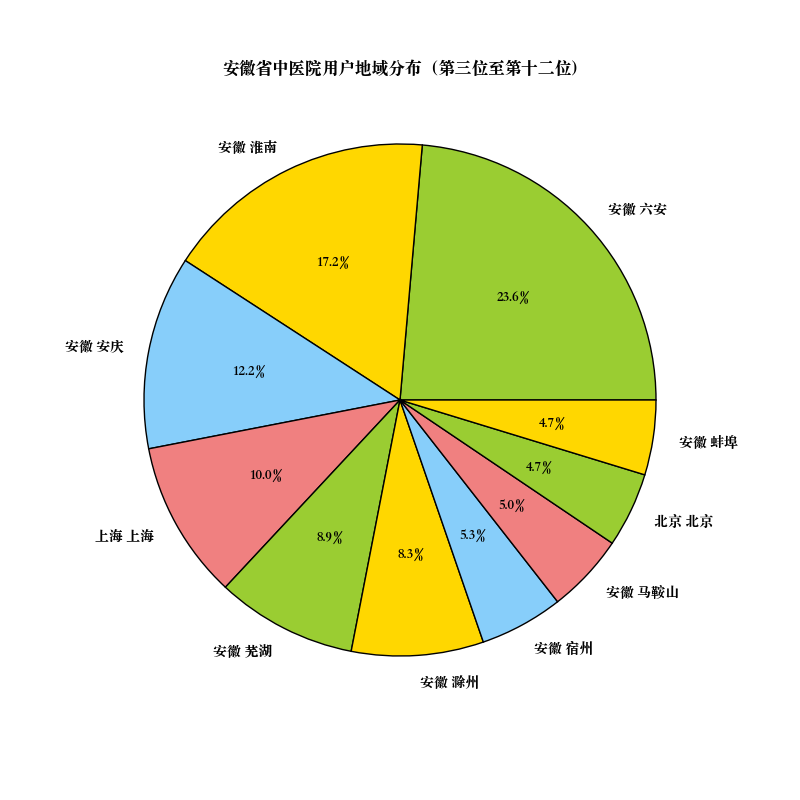 安徽省中医院用户地域分布（第三位至第十二位）
安徽 淮南
安徽 六安
17.2%
23.6%
安徽 安庆
12.2%
4.7%
安徽 蚌埠
4.7%
10.0%
5.0%
北京 北京
上海 上海
8.9%
5.3%
8.3%
安徽 马鞍山
安徽 芜湖
安徽 宿州
安徽 滁州